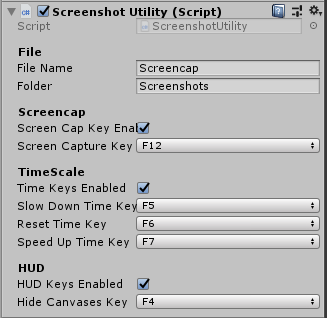 Screenshot Utility (Script)
Script ScreenshotUtility
File
File Name Screencap
Folder Screenshots
Screencap
Screen Cap Key Enal
Screen Capture Key F12
TimeScale
Time Keys Enabled
Slow Down Time Key F5
Reset Time Key F6
Speed Up Time Key F7
HUD
HUD Keys Enabled
Hide Canvases Key F4